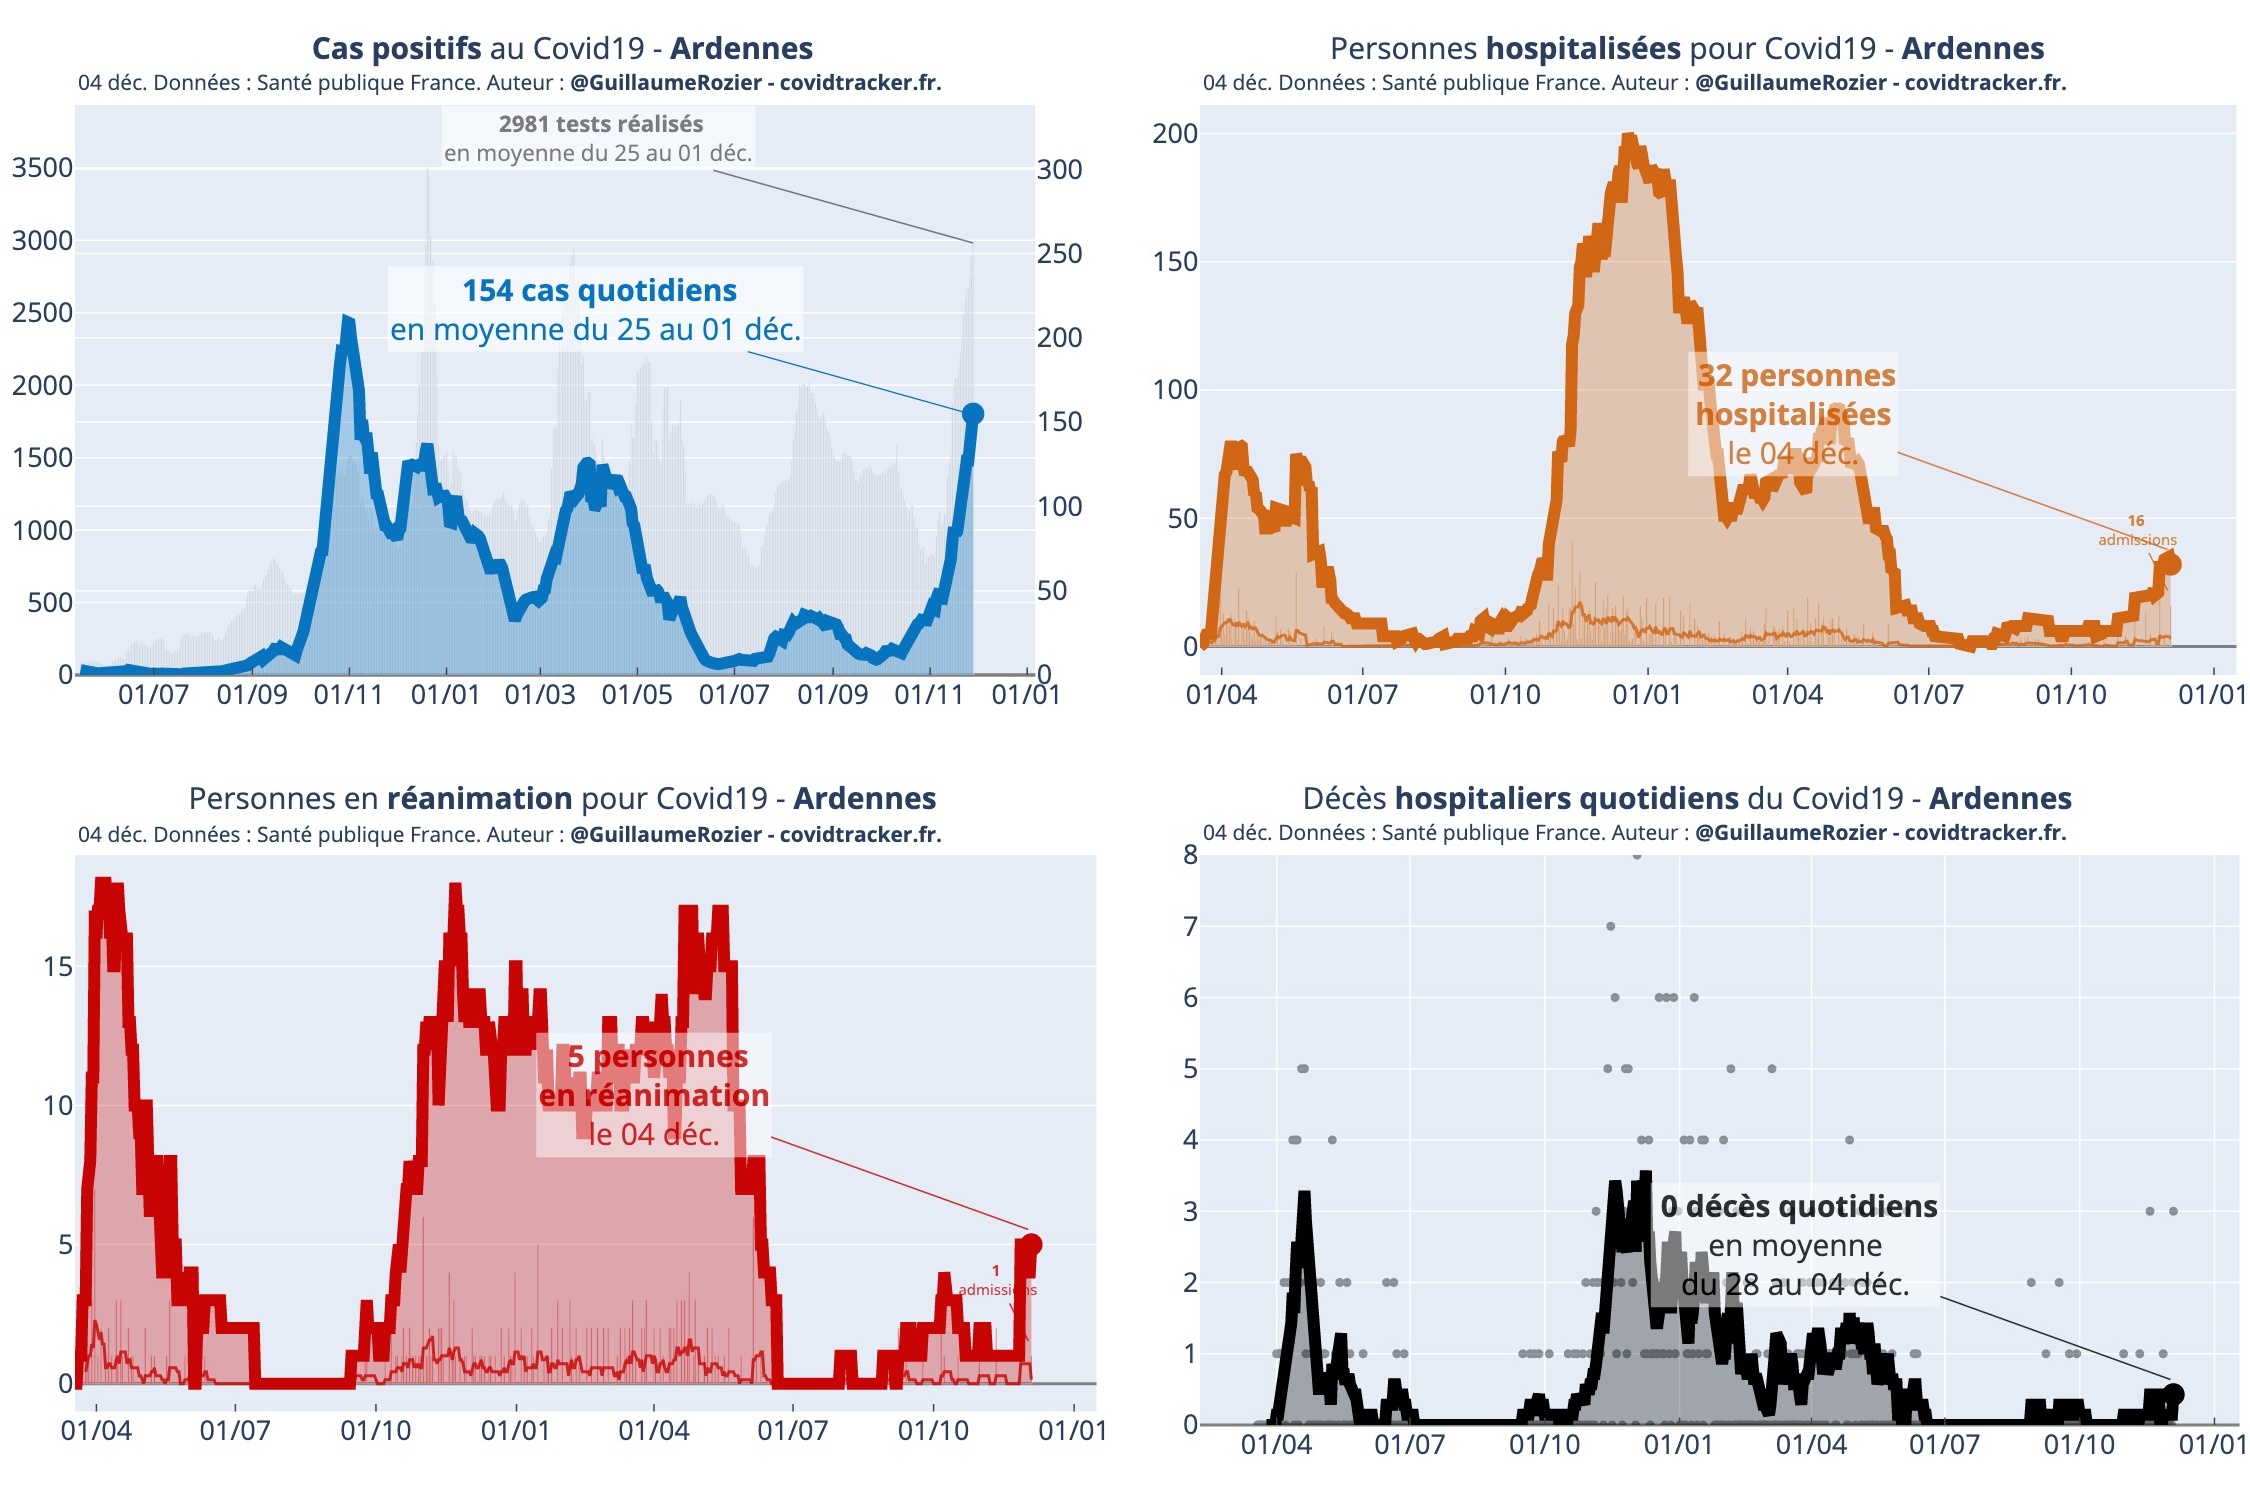 Cas positifs au Covid19 - Ardennes
04 déc. Données : Santé publique France. Auteur : @GuillaumeRozier - covidtracker.fr.
2981 tests réalisés
en moyenne du 25 au 01 déc.
154 cas quotidiens
en moyenne du 25 au 01 déc.
3500
3000
2500
2000
1500
1000
500
0
300
250
200
150
100
50
0
01/07 01/09 01/11 01/01 01/03 01/05 01/07 01/09 01/11 01/01
Personnes hospitalisées pour Covid19 - Ardennes
04 déc. Données : Santé publique France. Auteur : @GuillaumeRozier - covidtracker.fr.
200
150
100
50
0
32 personnes
hospitalisées
le 04 déc.
16
admissions
01/04 01/07 01/10 01/01 01/04 01/07 01/10 01/01
Personnes en réanimation pour Covid19 - Ardennes
04 déc. Données : Santé publique France. Auteur : @GuillaumeRozier - covidtracker.fr.
15
10
5
0
5 personnes
en réanimation
le 04 déc.
1
admissions
01/04 01/07 01/10 01/01 01/04 01/07 01/10 01/01
Décès hospitaliers quotidiens du Covid19 - Ardennes
04 déc. Données : Santé publique France. Auteur : @GuillaumeRozier - covidtracker.fr.
8
7
6
5
4
3
2
1
0
0 décès quotidiens
en moyenne
du 28 au 04 déc.
01/04 01/07 01/10 01/01 01/04 01/07 01/10 01/01